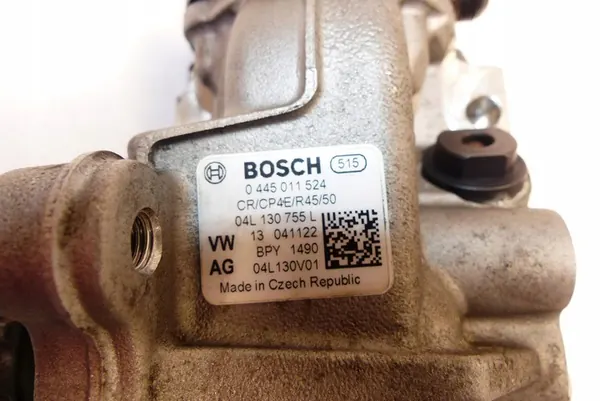 BOSCH 515
0 445 011 524
CR/CP4E/R45/50
04L 130 755 L
VW 13 041122
BPY 1490
AG 04L130V01
Made in Czech Republic